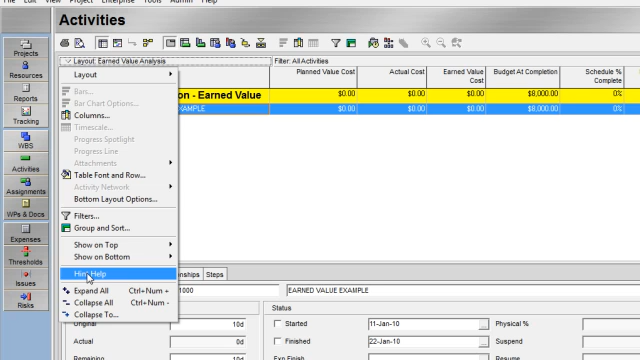 File Edit View Project Enterprise Tools Admin Help
Activities
Projects
Resources
Reports
Tracking
WBS
Activities
Assignments
WPs & Docs
Expenses
Thresholds
Issues
Risks
Layout: Earned Value Analysis
Filter: All Activities
Planned Value Cost
Actual Cost
Earned Value Cost
Budget At Completion
Schedule % Complete
on - Earned Value
$0.00 $0.00 $0.00 $8,000.00 0%
EXAMPLE
$0.00 $0.00 $0.00 $8,000.00 0%
Layout
Bars...
Bar Chart Options...
Columns...
Timescale...
Progress Spotlight
Progress Line
Attachments
Table Font and Row...
Activity Network
Bottom Layout Options...
Filters...
Group and Sort...
Show on Top
Show on Bottom
Hint Help
Expand All Ctrl+Num +
Collapse All Ctrl+Num -
Collapse To...
nships Steps
1000 EARNED VALUE EXAMPLE
Status
Original 10d Started 11-Jan-10 ... Physical %
Actual 0d Finished 22-Jan-10 ... Suspend
Remaining 10d Exp Finish Resume